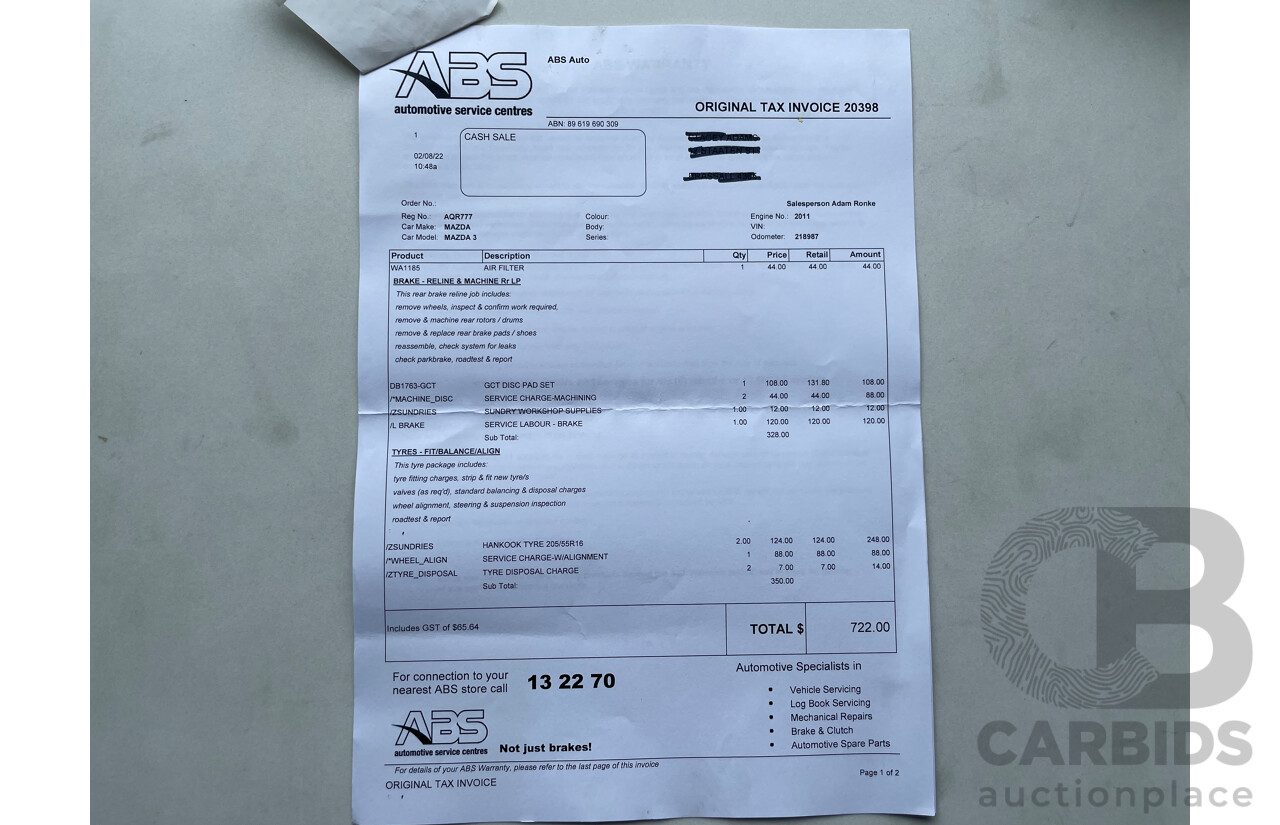 ABS
automotive service centres
ABS Auto
ORIGINAL TAX INVOICE 20398
ABN: 89 619 690 309
1
CASH SALE
02/08/22
10:48a
Order No.:
Salesperson Adam Ronke
Reg No.: AQR777 Colour: Engine No.: 2011
Car Make: MAZDA Body: VIN:
Car Model: MAZDA 3 Series: Odometer: 218987
Product Description Qty Price Retail Amount
WA1185 AIR FILTER 1 44.00 44.00 44.00
BRAKE - RELINE & MACHINE Rr LP
This rear brake reline job includes:
remove wheels, inspect & confirm work required,
remove & machine rear rotors / drums
remove & replace rear brake pads / shoes
reassemble, check system for leaks
check parkbrake, roadtest & report
DB1763-GCT GCT DISC PAD SET 1 108.00 131.80 108.00
/*MACHINE_DISC SERVICE CHARGE-MACHINING 2 44.00 44.00 88.00
/ZSUNDRIES SUNDRY WORKSHOP SUPPLIES 1.00 12.00 12.00 12.00
/L BRAKE SERVICE LABOUR - BRAKE 1.00 120.00 120.00 120.00
Sub Total: 328.00
TYRES - FIT/BALANCE/ALIGN
This tyre package includes:
tyre fitting charges, strip & fit new tyre/s
valves (as req'd), standard balancing & disposal charges
wheel alignment, steering & suspension inspection
roadtest & report
/ZSUNDRIES HANKOOK TYRE 205/55R16 2.00 124.00 124.00 248.00
/*WHEEL_ALIGN SERVICE CHARGE-W/ALIGNMENT 1 88.00 88.00 88.00
/ZTYRE_DISPOSAL TYRE DISPOSAL CHARGE 2 7.00 7.00 14.00
Sub Total: 350.00
Includes GST of $65.64 TOTAL $ 722.00
For connection to your
nearest ABS store call 13 22 70
Automotive Specialists in
• Vehicle Servicing
• Log Book Servicing
• Mechanical Repairs
• Brake & Clutch
• Automotive Spare Parts
ABS
automotive service centres Not just brakes!
For details of your ABS Warranty, please refer to the last page of this invoice
ORIGINAL TAX INVOICE
Page 1 of 2
CB
CARBIDS
auctionplace